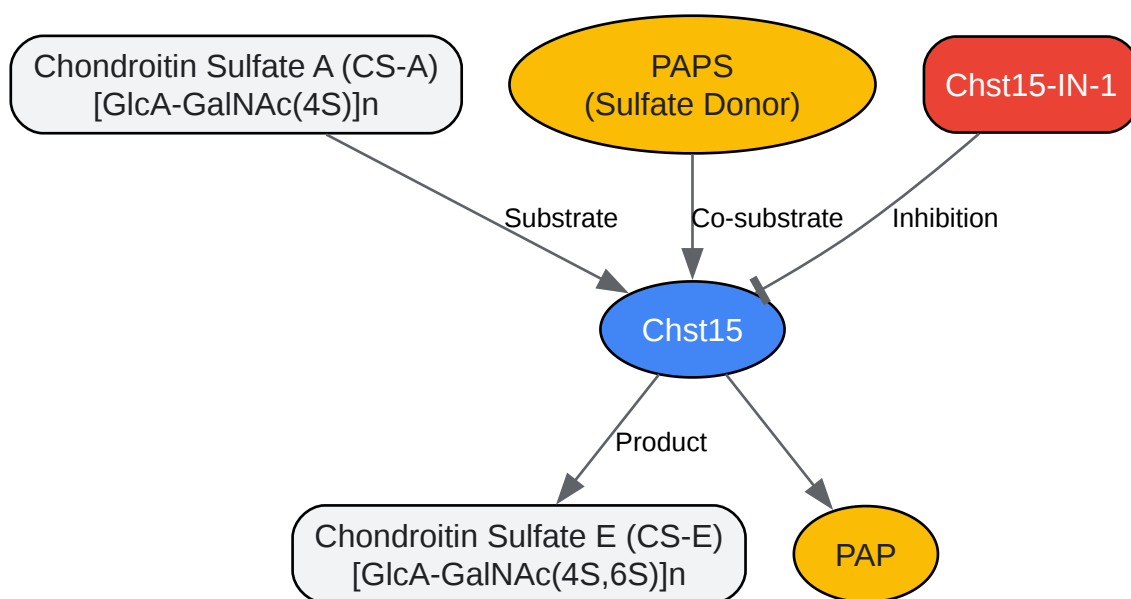 Chondroitin Sulfate A (CS-A)
[GlcA-GalNAc(4S)]n
PAPS
(Sulfate Donor)
Chst15-IN-1
Substrate
Co-substrate
Inhibition
Chst15
Product
Chondroitin Sulfate E (CS-E)
[GlcA-GalNAc(4S,6S)]n
PAP